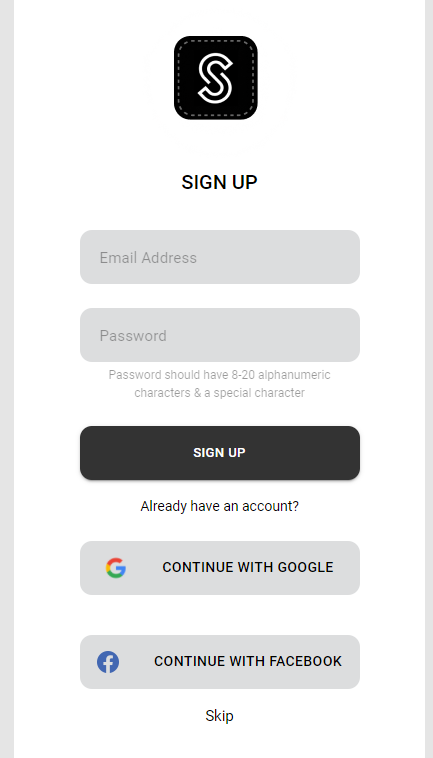 S
SIGN UP
Email Address
Password
Password should have 8-20 alphanumeric
characters & a special character
SIGN UP
Already have an account?
CONTINUE WITH GOOGLE
CONTINUE WITH FACEBOOK
Skip